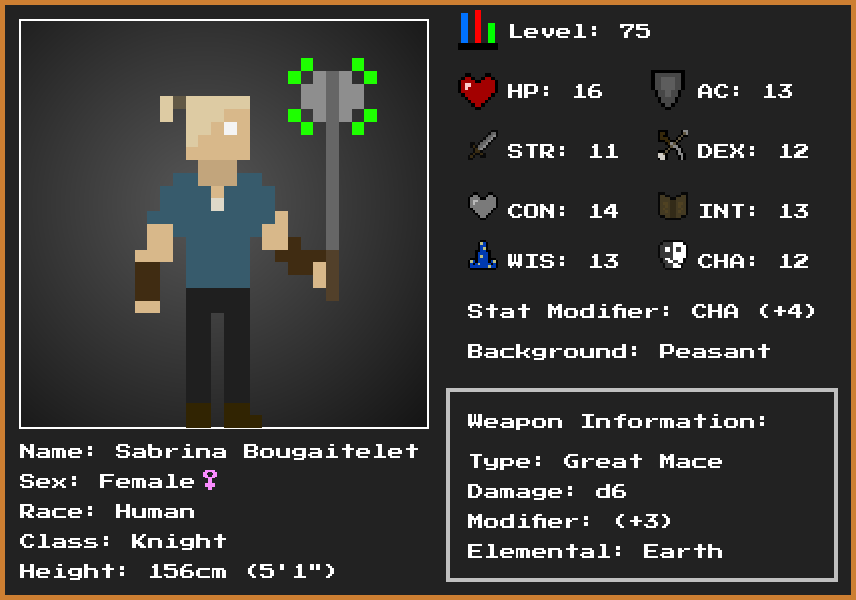 Level: 75
HP: 16 AC: 13
STR: 11 DEX: 12
CON: 14 INT: 13
WIS: 13 CHA: 12
Stat Modifier: CHA (+4)
Background: Peasant
Weapon Information:
Type: Great Mace
Damage: d6
Modifier: (+3)
Elemental: Earth
Name: Sabrina Bougaitelet
Sex: Female♀
Race: Human
Class: Knight
Height: 156cm (5'1")